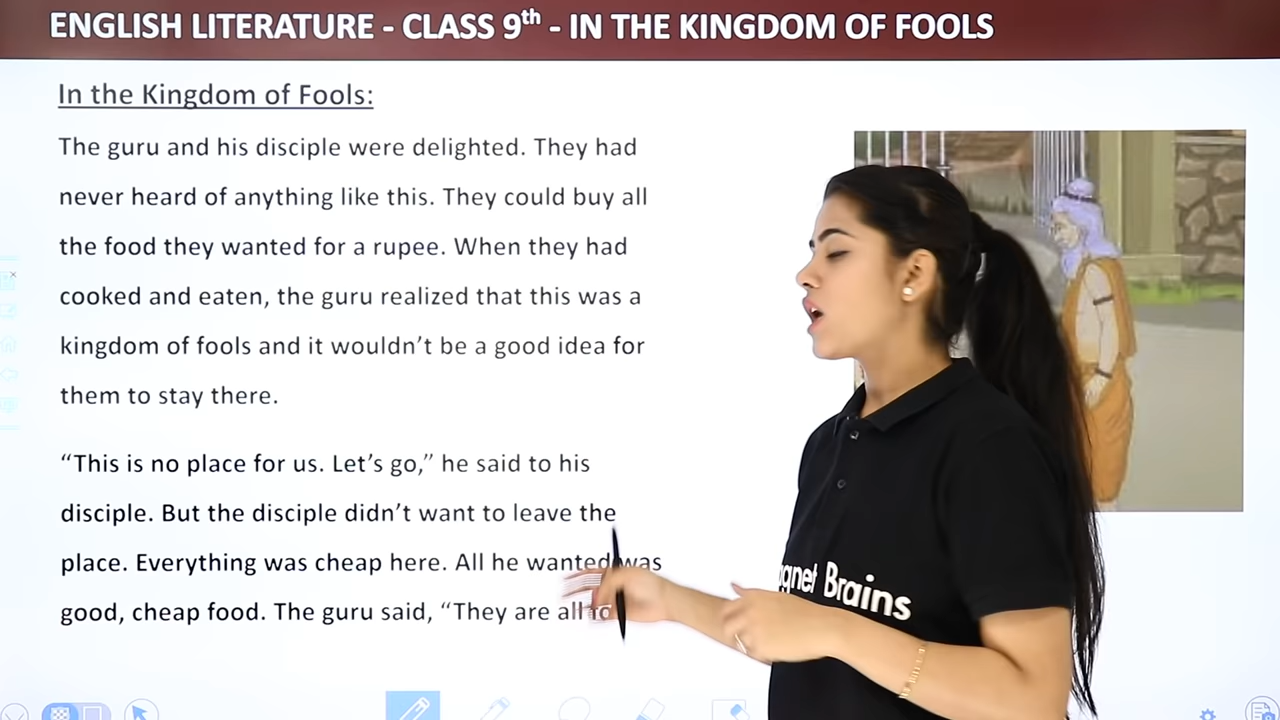 ENGLISH LITERATURE - CLASS 9th - IN THE KINGDOM OF FOOLS
In the Kingdom of Fools:
The guru and his disciple were delighted. They had
never heard of anything like this. They could buy all
the food they wanted for a rupee. When they had
cooked and eaten, the guru realized that this was a
kingdom of fools and it wouldn't be a good idea for
them to stay there.
“This is no place for us. Let's go,” he said to his
disciple. But the disciple didn't want to leave the
place. Everything was cheap here. All he wanted was
good, cheap food. The guru said, “They are all
Brains